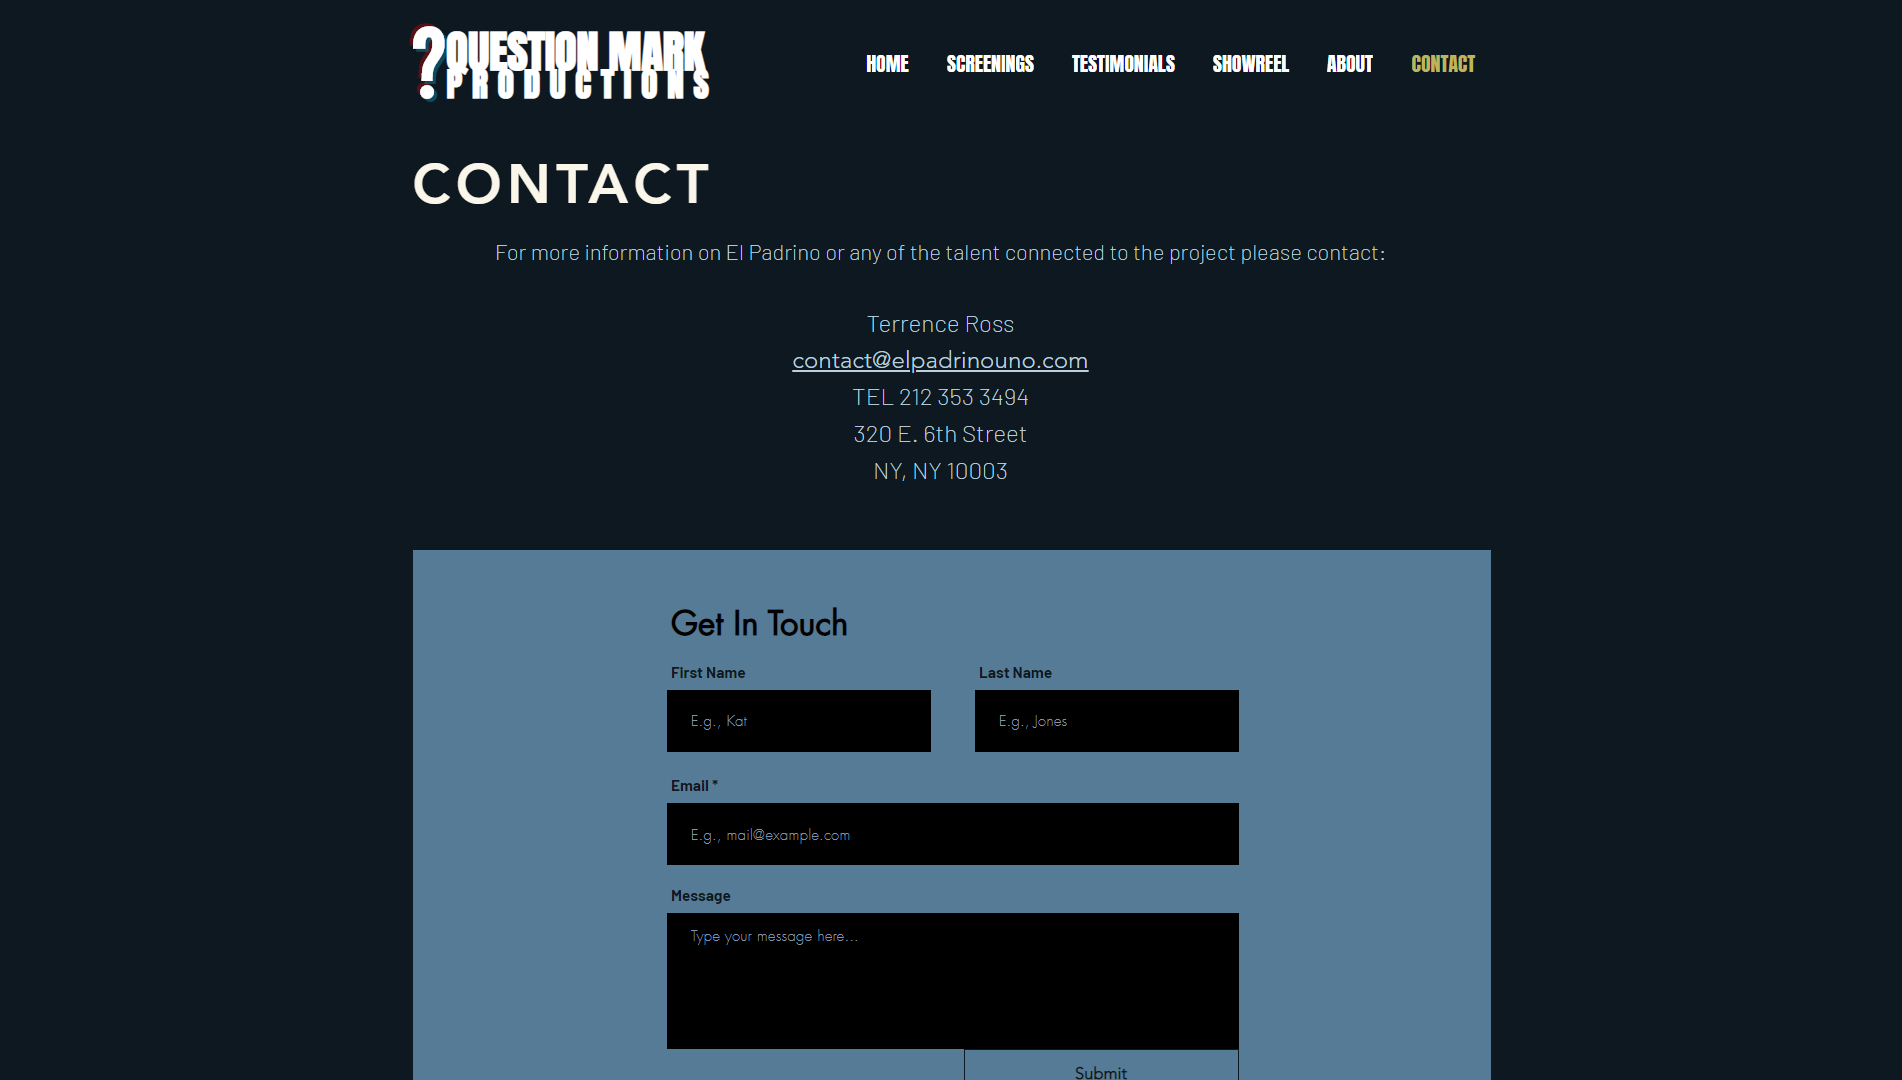 ? QUESTION MARK
PRODUCTIONS
HOME SCREENINGS TESTIMONIALS SHOWREEL ABOUT CONTACT
CONTACT
For more information on El Padrino or any of the talent connected to the project please contact:
Terrence Ross
contact@elpadrinouno.com
TEL 212 353 3494
320 E. 6th Street
NY, NY 10003
Get In Touch
First Name Last Name
E.g., Kat E.g., Jones
Email *
E.g., mail@example.com
Message
Type your message here...
Submit